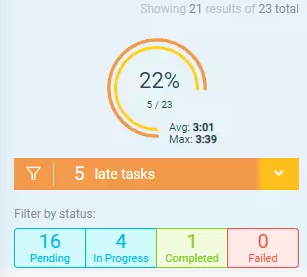 Showing 21 results of 23 total
22%
5 / 23
Avg: 3:01
Max: 3:39
5 late tasks
Filter by status:
16 4 1 0
Pending In Progress Completed Failed